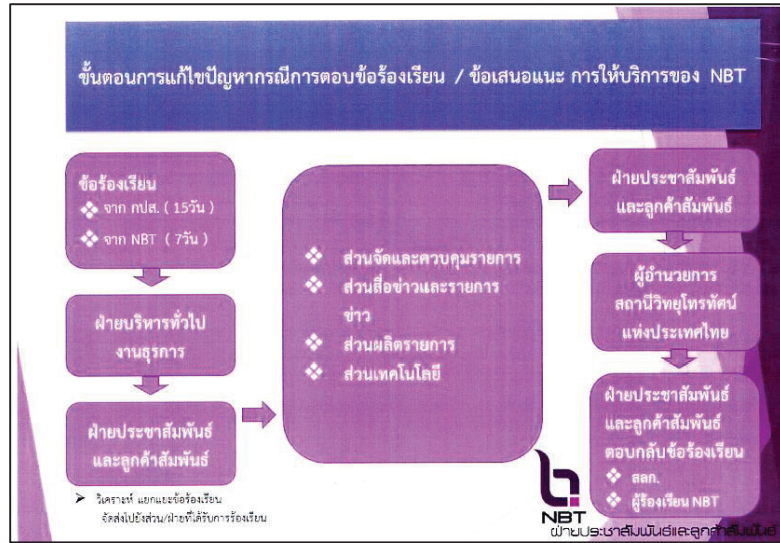 ขั้นตอนการแก้ไขปัญหากรณีการตอบข้อร้องเรียน / ข้อเสนอแนะ การให้บริการของ NBT
ข้อร้องเรียน
❖ จาก กปส. ( 15วัน )
❖ จาก NBT ( 7วัน )
ฝ่ายบริหารทั่วไป
งานธุรการ
ฝ่ายประชาสัมพันธ์
และลูกค้าสัมพันธ์
➢ วิเคราะห์ แยกแยะข้อร้องเรียน
จัดส่งไปยังส่วน/ฝ่ายที่ได้รับการร้องเรียน
❖ ส่วนจัดและควบคุมรายการ
❖ ส่วนสื่อข่าวและรายการ
ข่าว
❖ ส่วนผลิตรายการ
❖ ส่วนเทคโนโลยี
ฝ่ายประชาสัมพันธ์
และลูกค้าสัมพันธ์
ผู้อำนวยการ
สถานีวิทยุโทรทัศน์
แห่งประเทศไทย
ฝ่ายประชาสัมพันธ์
และลูกค้าสัมพันธ์
ตอบกลับข้อร้องเรียน
❖ สลก.
❖ ผู้ร้องเรียน NBT
NBT
ฝ่ายประชาสัมพันธ์และลูกค้าสัมพันธ์